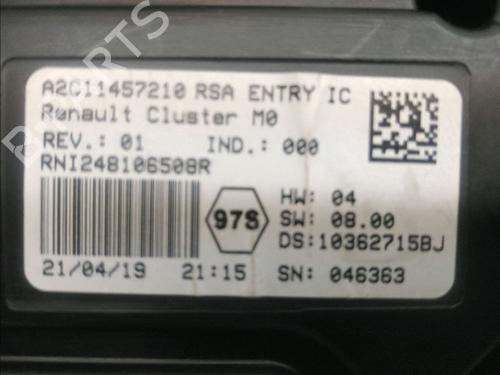 A2C11457210 RSA ENTRY IC
Renault Cluster M0
REV.: 01 IND.: 000
RNI248106508R
97S
HW: 04
SW: 08.00
DS:10362715BJ
21/04/19 21:15 SN: 046363